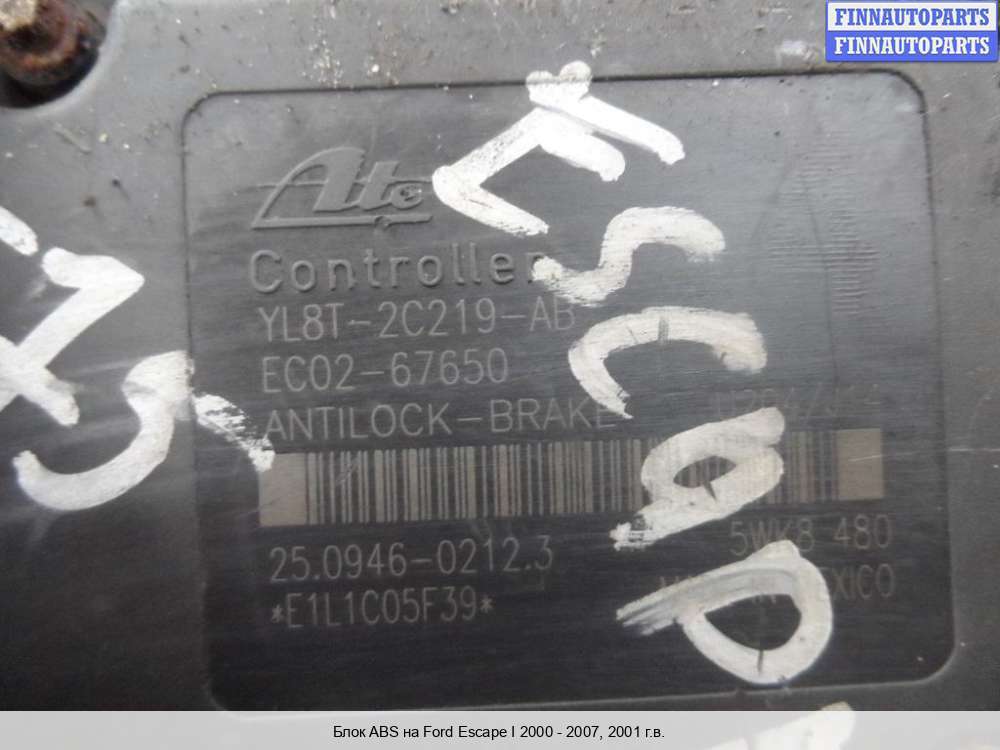 FINNAUTOPARTS
FINNAUTOPARTS
Ate
Controller
YL8T-2C219-AB
EC02-67650
ANTILOCK-BRAKE
25.0946-0212.3
5WK8 480
*E1L1C05F39*
MEXICO
ESCAP
Блок ABS на Ford Escape I 2000 - 2007, 2001 г.в.